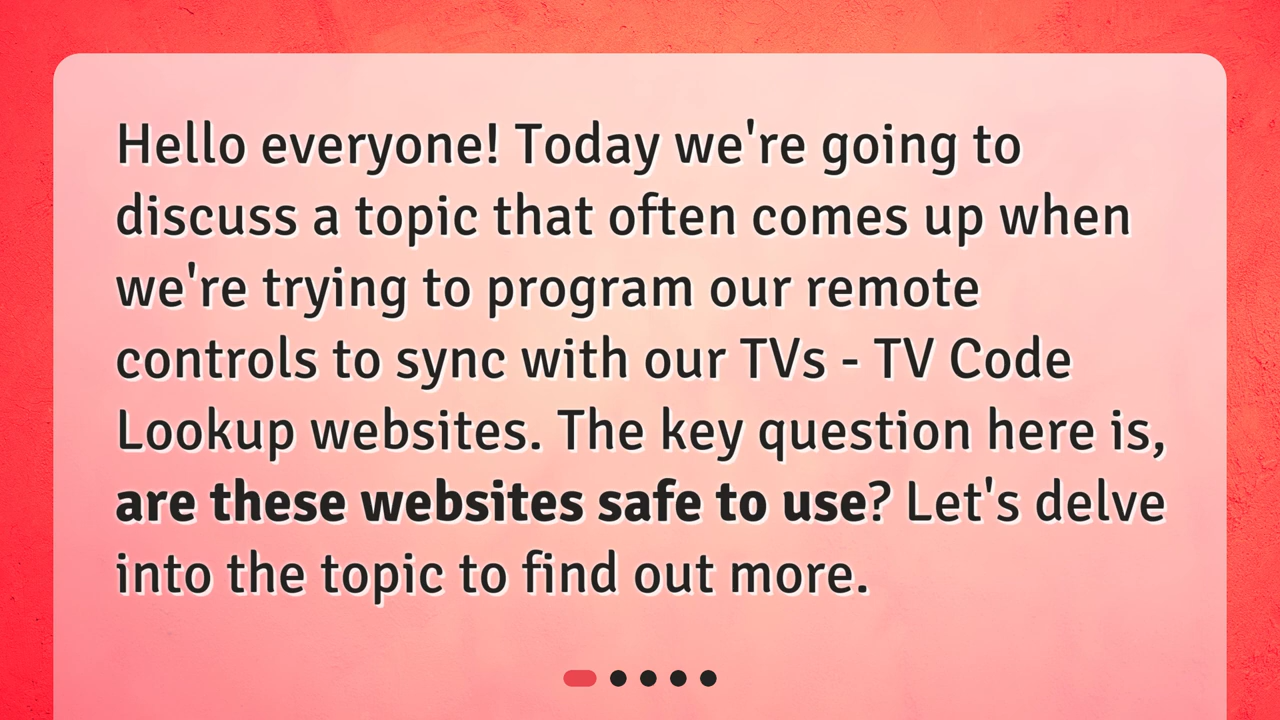 Hello everyone! Today we're going to
discuss a topic that often comes up when
we're trying to program our remote
controls to sync with our TVs - TV Code
Lookup websites. The key question here is,
are these websites safe to use? Let's delve
into the topic to find out more.